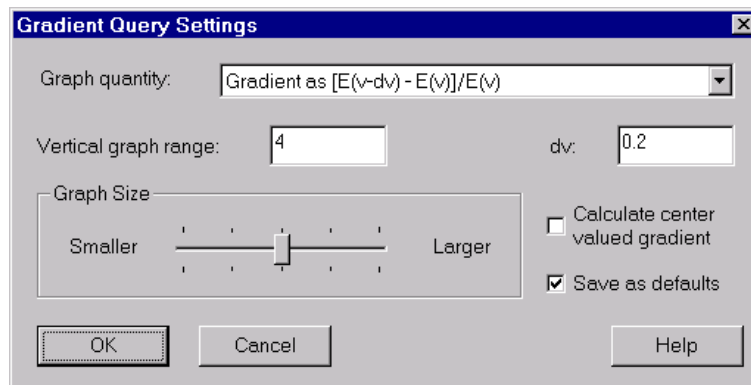 Gradient Query Settings
Graph quantity: Gradient as [E(v-dv) - E(v)]/E(v)
Vertical graph range: 4 dv: 0.2
Graph Size
Smaller Larger
Calculate center
valued gradient
Save as defaults
OK Cancel Help